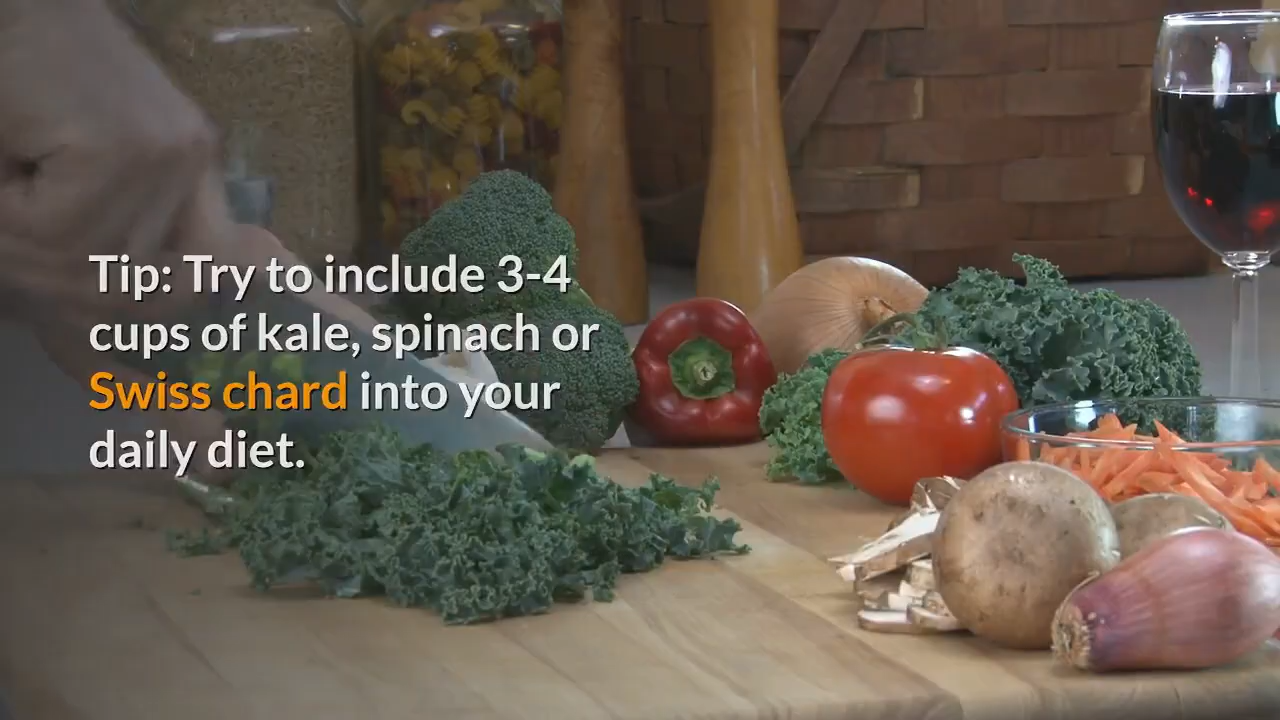 Tip: Try to include 3-4
cups of kale, spinach or
Swiss chard into your
daily diet.